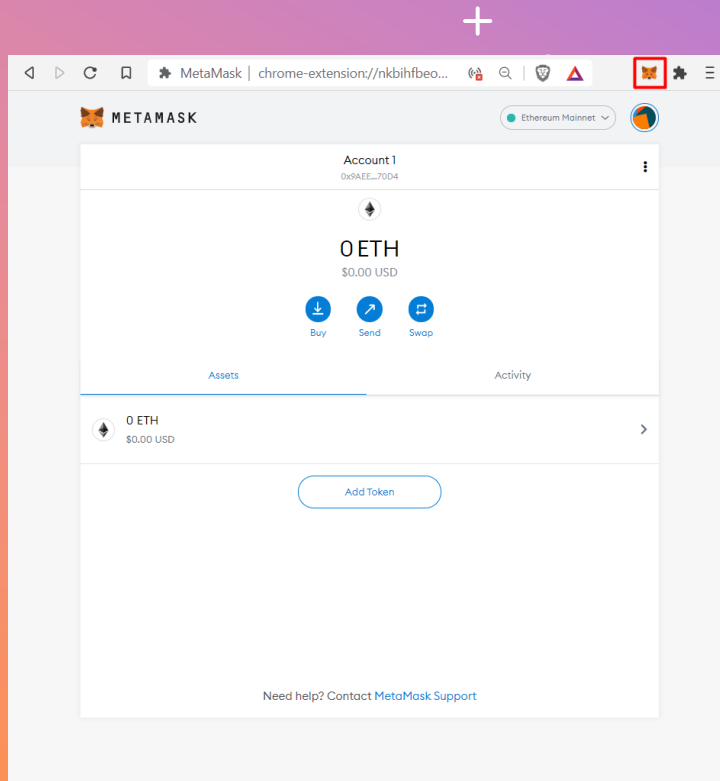 MetaMask | chrome-extension://nkbihfbeo...
METAMASK
Ethereum Mainnet
Account 1
0x9AEE...70D4
0 ETH
$0.00 USD
Buy Send Swap
Assets Activity
0 ETH
$0.00 USD
Add Token
Need help? Contact MetaMask Support